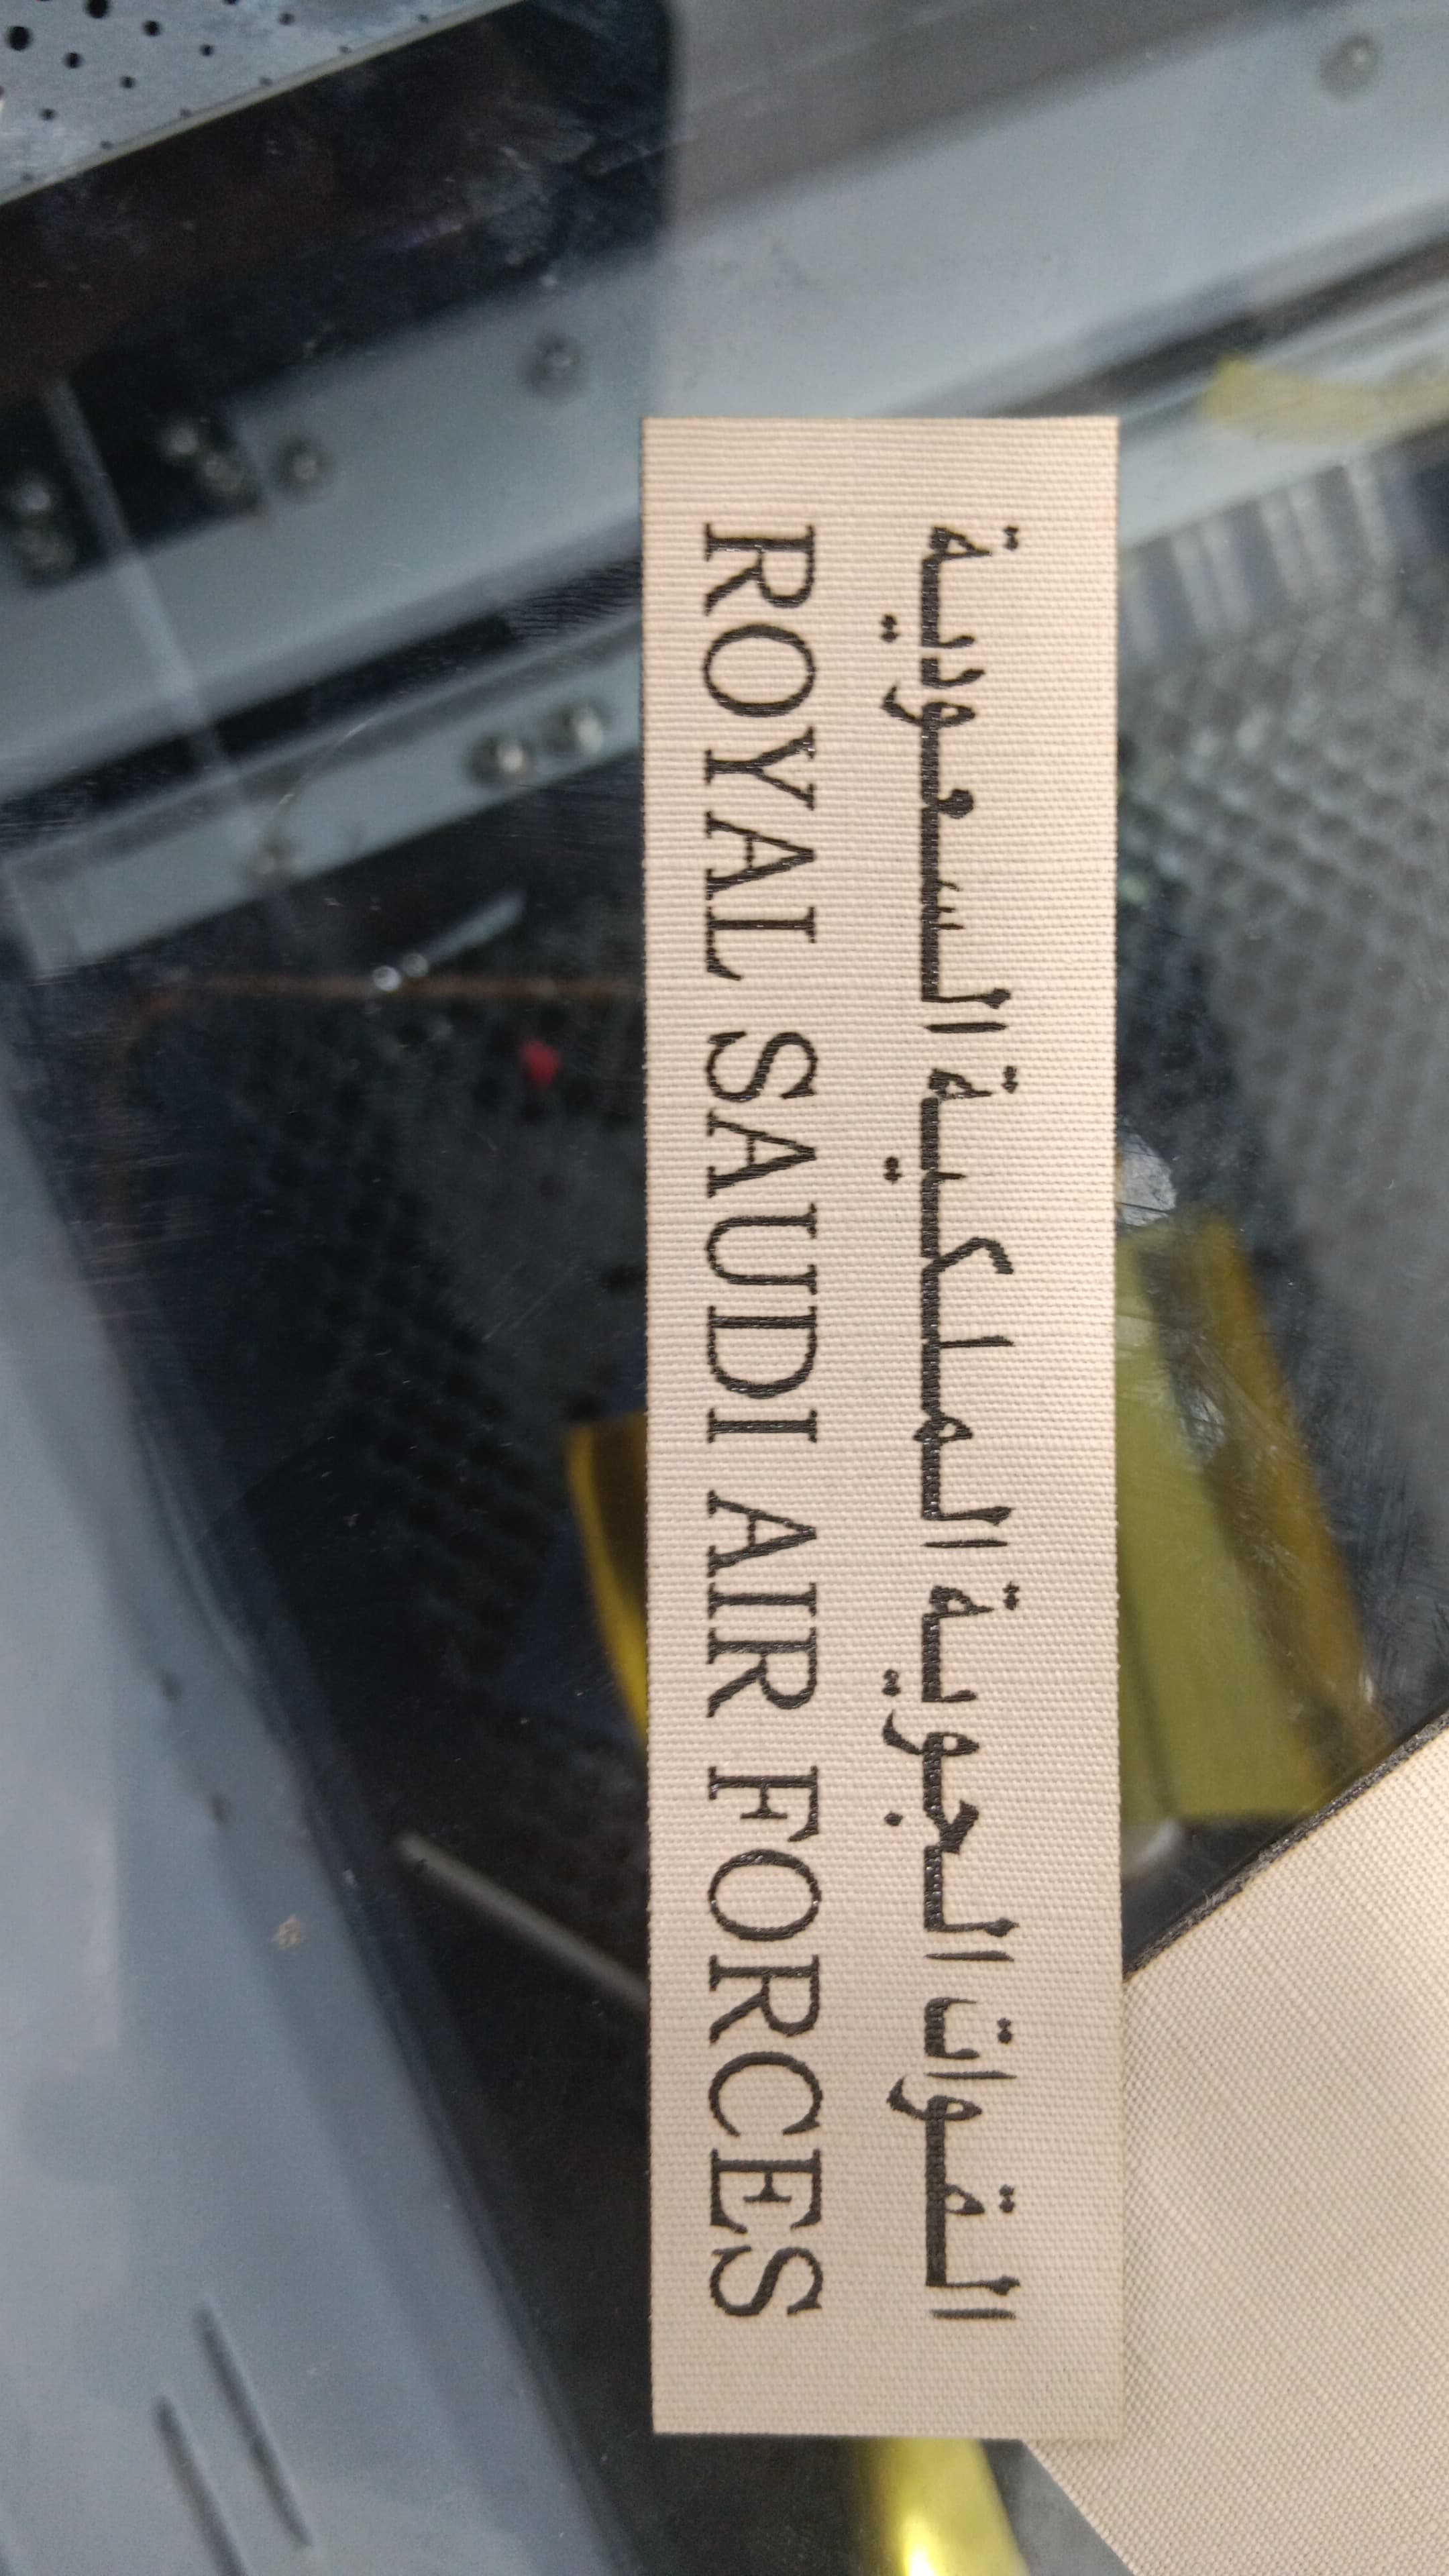 القوات الجوية الملكية السعودية
ROYAL SAUDI AIR FORCES